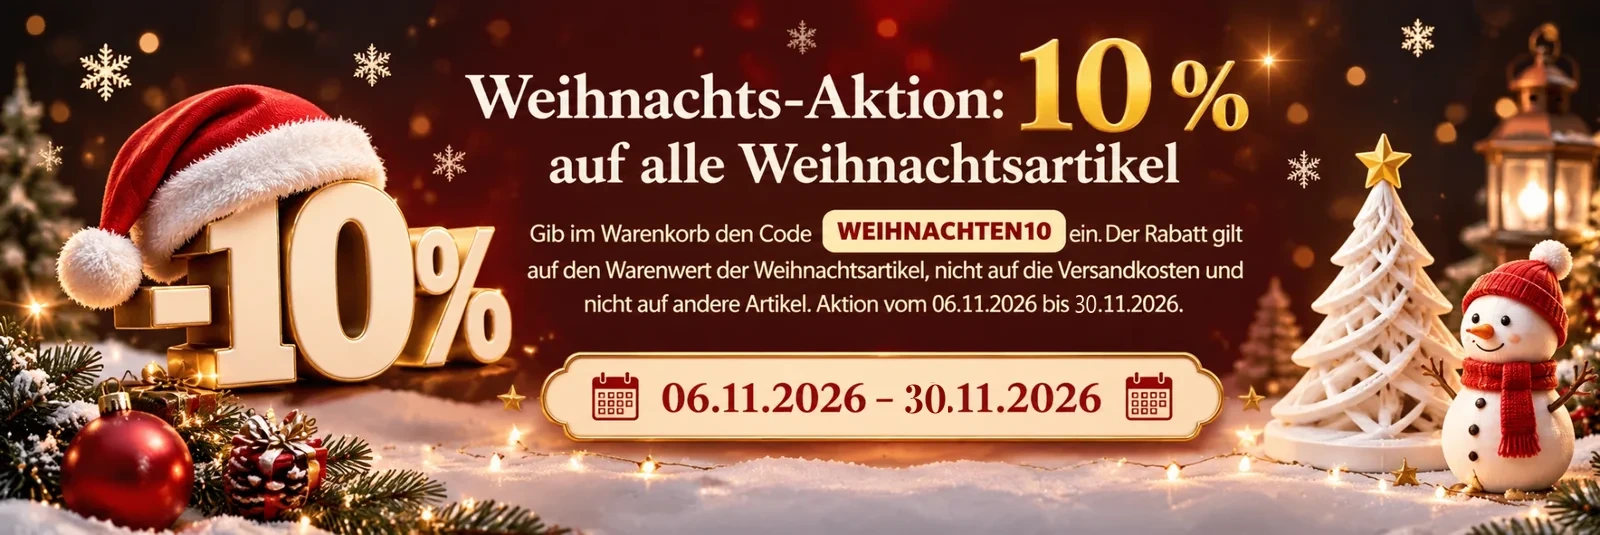 -10%
Weihnachts-Aktion: 10 %
auf alle Weihnachtsartikel
Gib im Warenkorb den Code WEIHNACHTEN10 ein. Der Rabatt gilt
auf den Warenwert der Weihnachtsartikel, nicht auf die Versandkosten und
nicht auf andere Artikel. Aktion vom 06.11.2026 bis 30.11.2026.
06.11.2026 – 30.11.2026